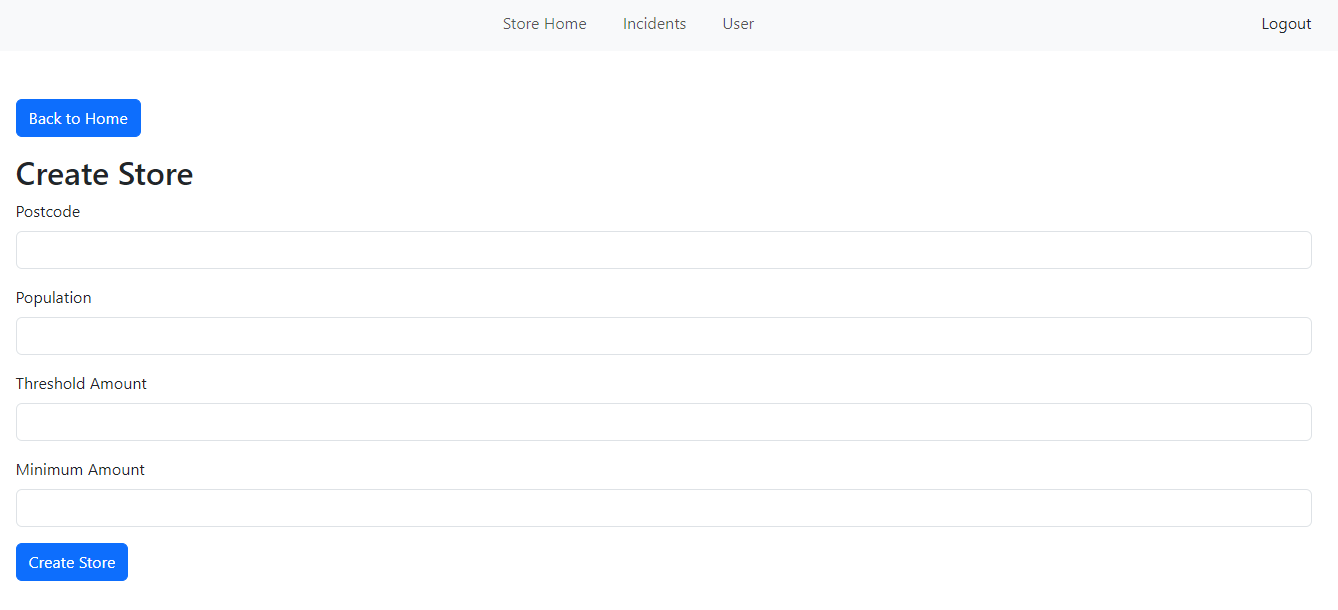 Store Home Incidents User Logout
Back to Home
Create Store
Postcode
Population
Threshold Amount
Minimum Amount
Create Store